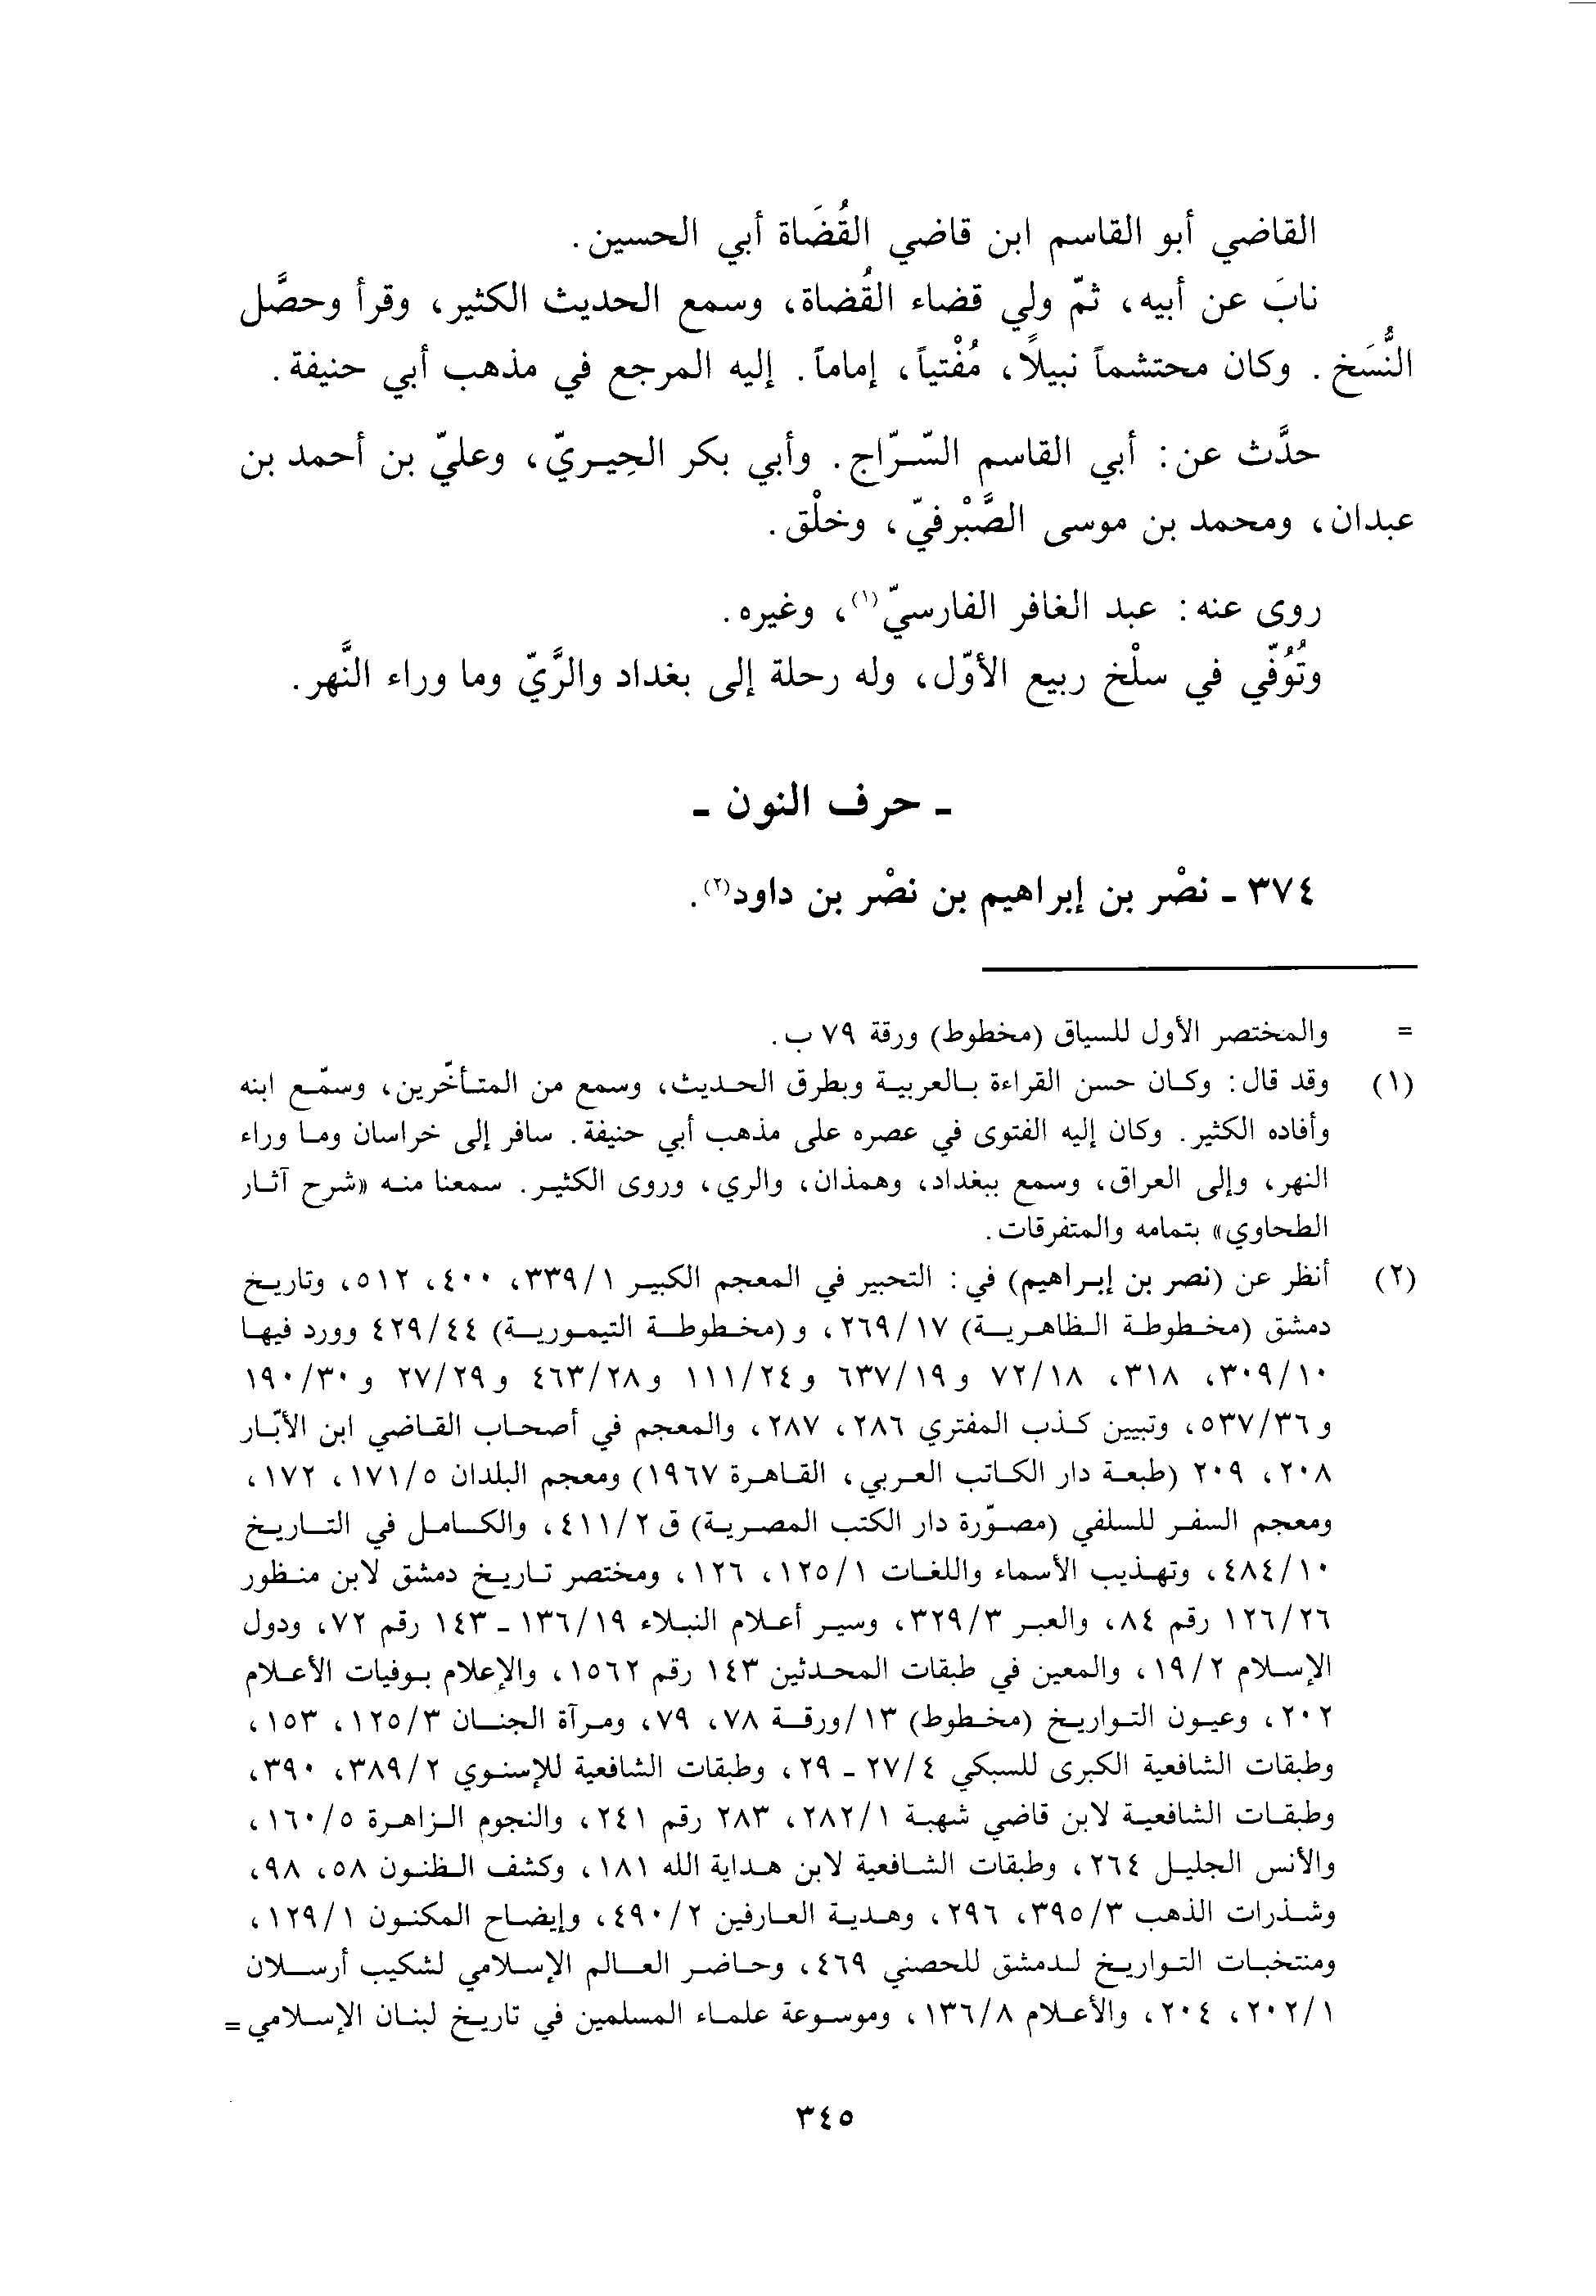 القاضي أبو القاسم ابن قاضي القُضَاة أبي الحسين.
نابَ عن أبيه، ثمّ ولي قضاء القُضاة، وسمع الحديث الكثير، وقرأ وحصَّل
النُّسَخ. وكان محتشماً نبيلاً، مُفْتياً، إماماً. إليه المرجع في مذهب أبي حنيفة.
حدَّث عن: أبي القاسم السّراج. وأبي بكر الحِيريّ، وعليّ بن أحمد بن
عبدان، ومحمد بن موسى الصَّبْرفيّ، وخلْق.
روى عنه: عبد الغافر الفارسيّ(١)، وغيره.
وتُوُفّي في سلْخ ربيع الأوّل، وله رحلة إلى بغداد والرَّيّ وما وراء النَّهر.
- حرف النون -
٣٧٤ - نصْر بن إبراهيم بن نصْر بن داود(٢).
= والمختصر الأول للسياق (مخطوط) ورقة ٧٩ ب.
(١) وقد قال: وكان حسن القراءة بالعربية وبطرق الحديث، وسمع من المتأخّرين، وسمّع ابنه
وأفاده الكثير. وكان إليه الفتوى في عصره على مذهب أبي حنيفة. سافر إلى خراسان وما وراء
النهر، وإلى العراق، وسمع ببغداد، وهمذان، والري، وروى الكثير. سمعنا منه «شرح آثار
الطحاوي» بتمامه والمتفرقات.
(٢) أنظر عن (نصر بن إبراهيم) في: التحبير في المعجم الكبير ٣٣٩/١، ٤٠٠، ٥١٢، وتاريخ
دمشق (مخطوطة الظاهرية) ٢٦٩/١٧، و(مخطوطة التيمورية) ٤٢٩/٤٤ وورد فيها
٣٠٩/١٠، ٣١٨، ٧٢/١٨ و٦٣٧/١٩ و١١١/٢٤ و٤٦٣/٢٨ و٢٧/٢٩ و١٩٠/٣٠
و٥٣٧/٣٦، وتبيين كذب المفتري ٢٨٦، ٢٨٧، والمعجم في أصحاب القاضي ابن الأبّار
٢٠٨، ٢٠٩ (طبعة دار الكاتب العربي، القاهرة ١٩٦٧) ومعجم البلدان ١٧١/٥، ١٧٢،
ومعجم السفر للسلفي (مصوّرة دار الكتب المصرية) ق ٤١١/٢، والكامل في التاريخ
٤٨٤/١٠، وتهذيب الأسماء واللغات ١٢٥/١، ١٢٦، ومختصر تاريخ دمشق لابن منظور
١٢٦/٢٦ رقم ٨٤، والعبر ٣٢٩/٣، وسير أعلام النبلاء ١٣٦/١٩ - ١٤٣ رقم ٧٢، ودول
الإسلام ١٩/٢، والمعين في طبقات المحدثين ١٤٣ رقم ١٥٦٢، والإعلام بوفيات الأعلام
٢٠٢، وعيون التواريخ (مخطوط) ١٣/ورقة ٧٨، ٧٩، ومرآة الجنان ١٢٥/٣، ١٥٣،
وطبقات الشافعية الكبرى للسبكي ٢٧/٤ - ٢٩، وطبقات الشافعية للإسنوي ٣٨٩/٢، ٣٩٠،
وطبقات الشافعية لابن قاضي شهبة ٢٨٢/١، ٢٨٣ رقم ٢٤١، والنجوم الزاهرة ١٦٠/٥،
والأنس الجليل ٢٦٤، وطبقات الشافعية لابن هداية الله ١٨١، وكشف الظنون ٥٨، ٩٨،
وشذرات الذهب ٣٩٥/٣، ٢٩٦، وهدية العارفين ٤٩٠/٢، وإيضاح المكنون ١٢٩/١،
ومنتخبات التواريخ لدمشق للحصني ٤٦٩، وحاضر العالم الإسلامي لشكيب أرسلان
٢٠٢/١، ٢٠٤، والأعلام ١٣٦/٨، وموسوعة علماء المسلمين في تاريخ لبنان الإسلامي =
٣٤٥